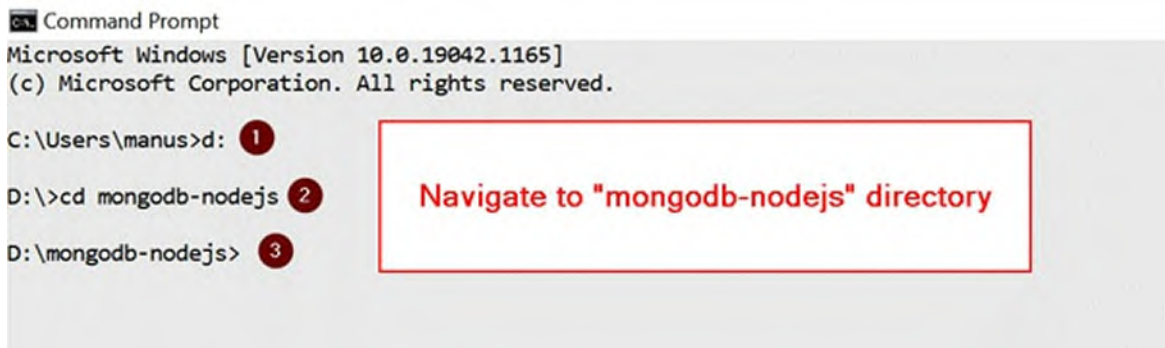 Command Prompt
Microsoft Windows [Version 10.0.19042.1165]
(c) Microsoft Corporation. All rights reserved.
C:\Users\manus>d: 1
D:\>cd mongodb-nodejs 2
Navigate to "mongodb-nodejs" directory
D:\mongodb-nodejs> 3